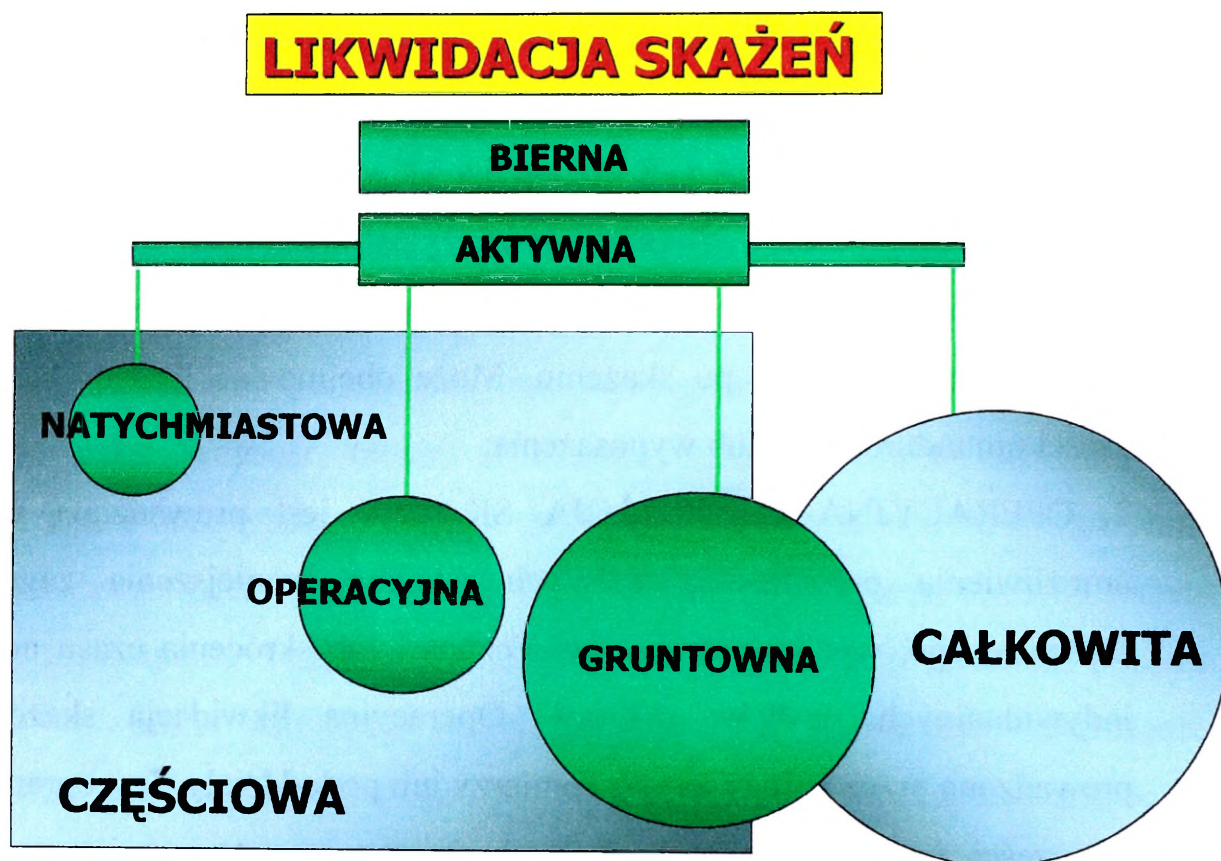 LIKWIDACJA SKAŻEŃ
BIERNA
AKTYWNA
NATYCHMIASTOWA
OPERACYJNA
GRUNTOWNA
CAŁKOWITA
CZĘŚCIOWA